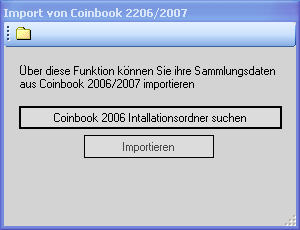 Import von Coinbook 2206/2007
Über diese Funktion können Sie ihre Sammlungsdaten
aus Coinbook 2006/2007 importieren
Coinbook 2006 Intallationsordner suchen
Importieren